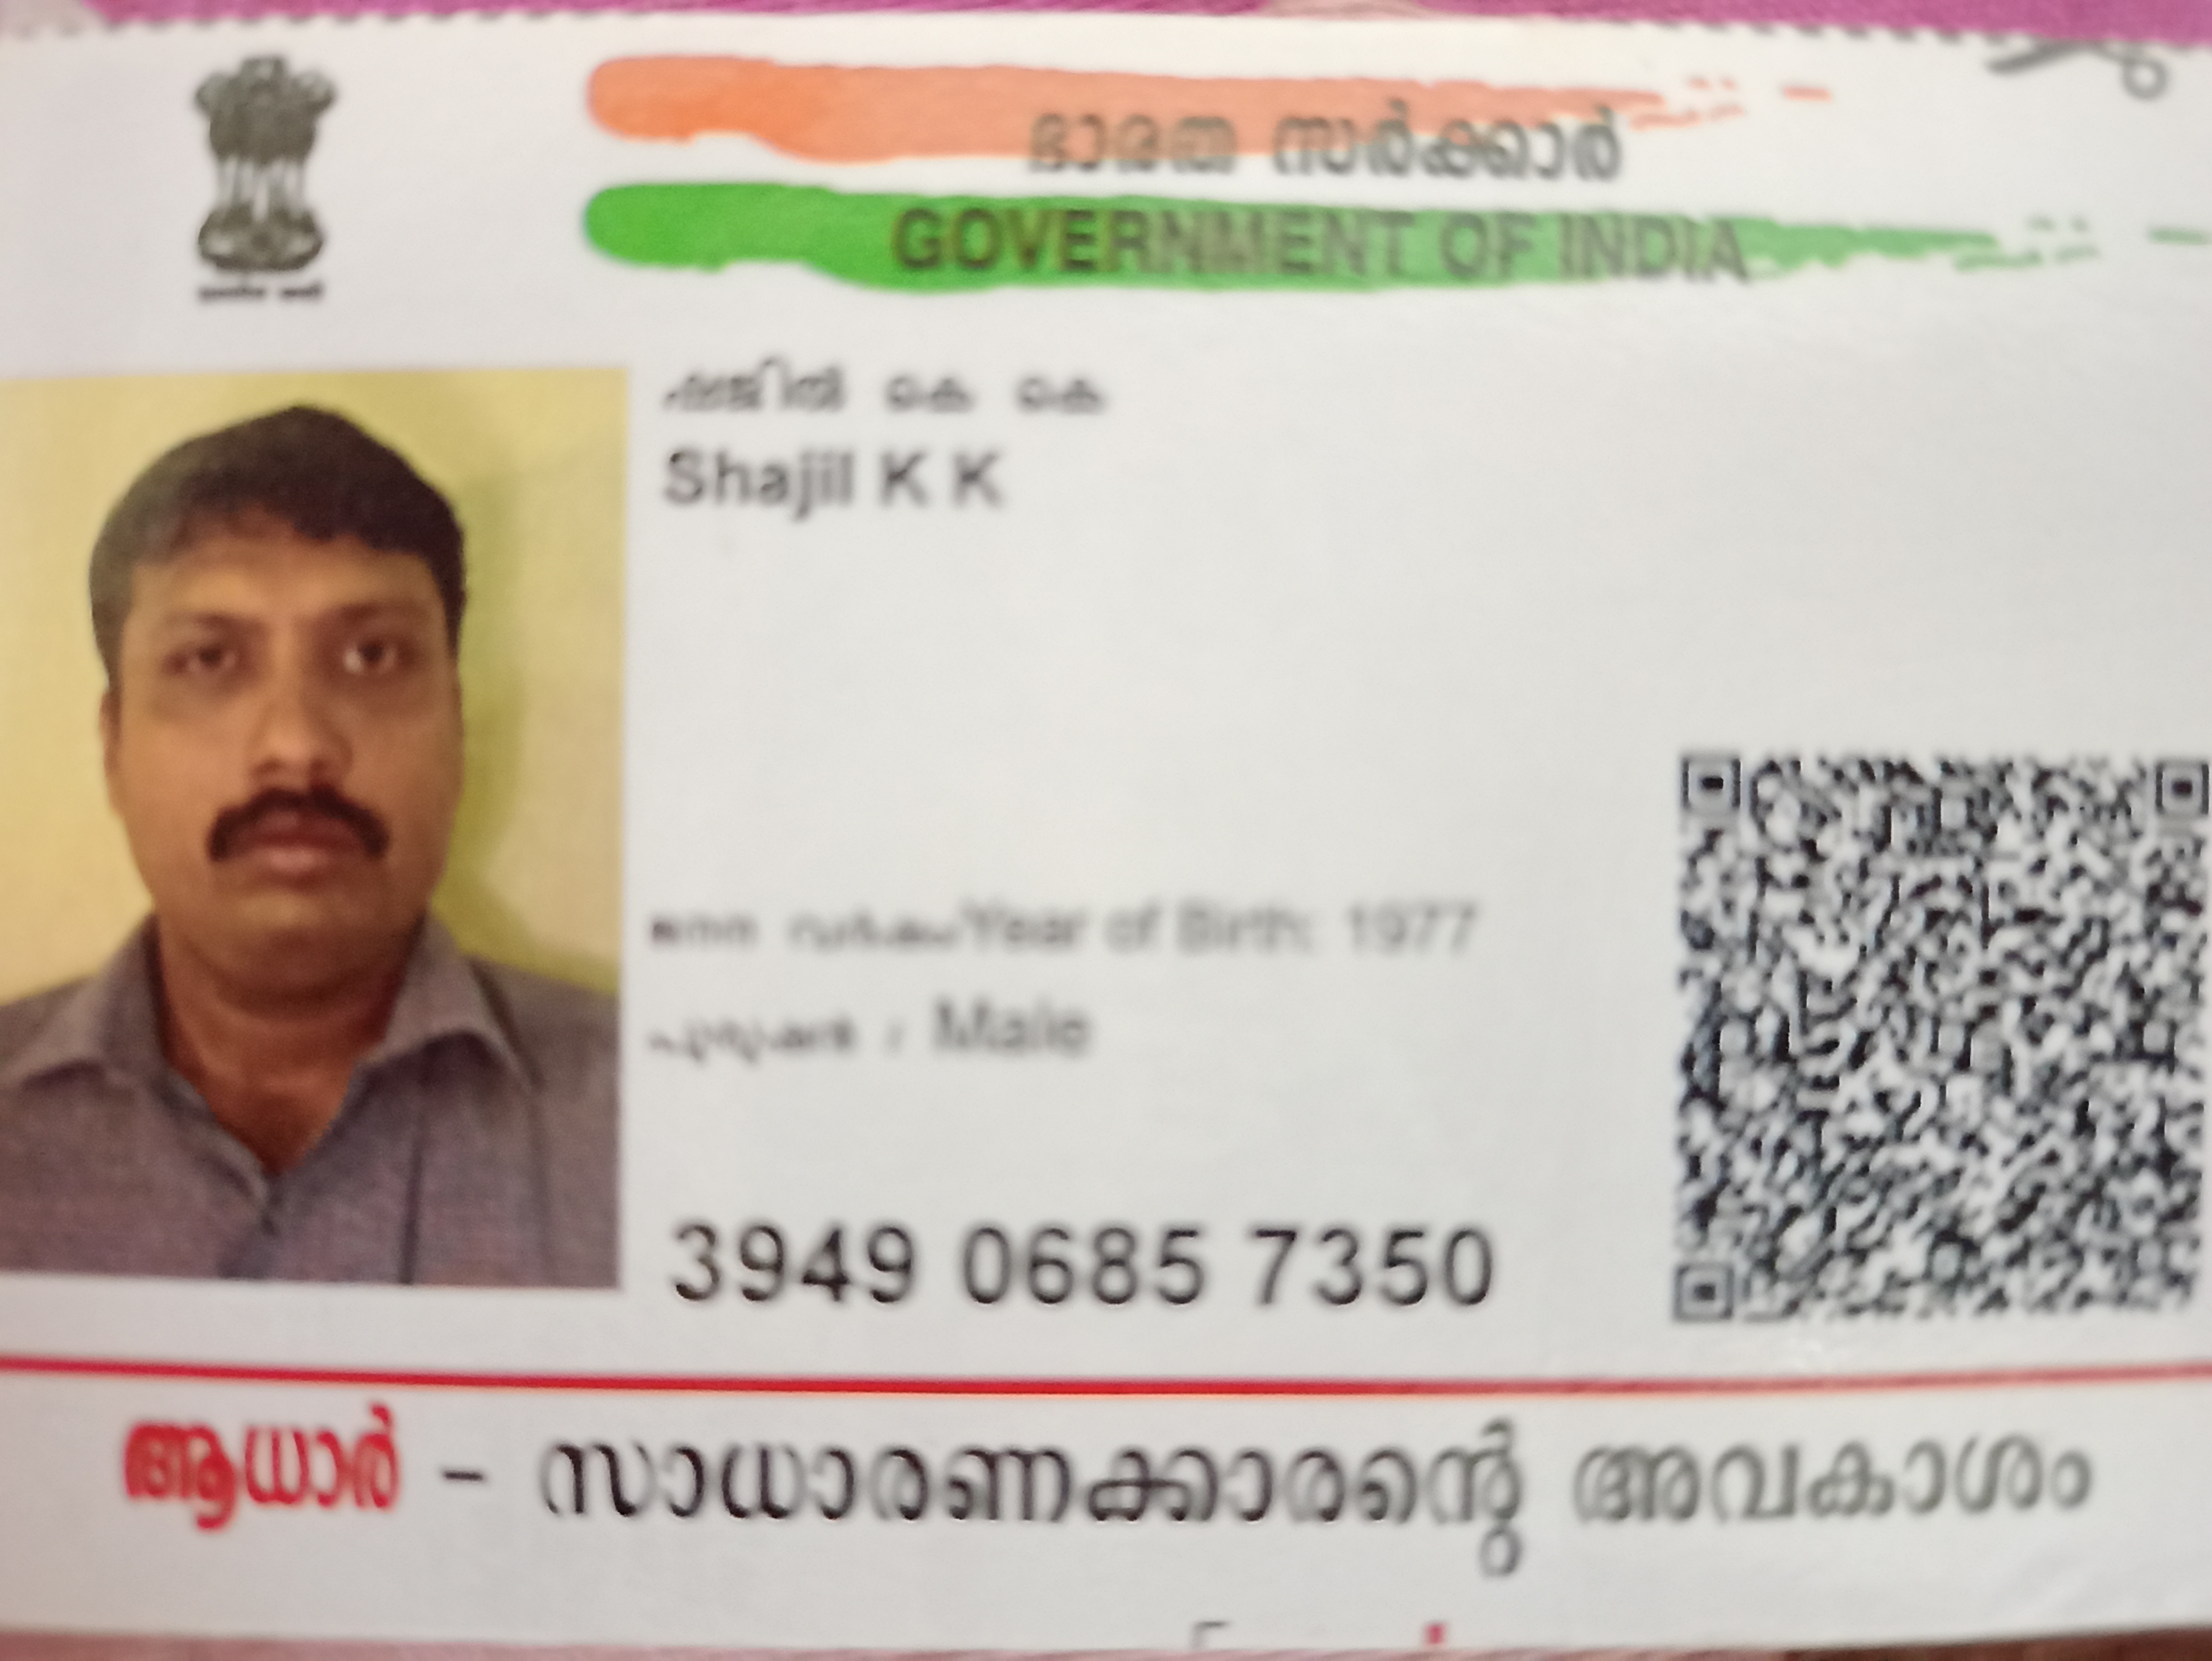 ഭാരത സർക്കാർ
GOVERNMENT OF INDIA
ഷജിൽ കെ കെ
Shajil K K
ജനന വർഷം/Year of Birth: 1977
പുരുഷൻ / Male
3949 0685 7350
ആധാർ - സാധാരണക്കാരന്റെ അവകാശം